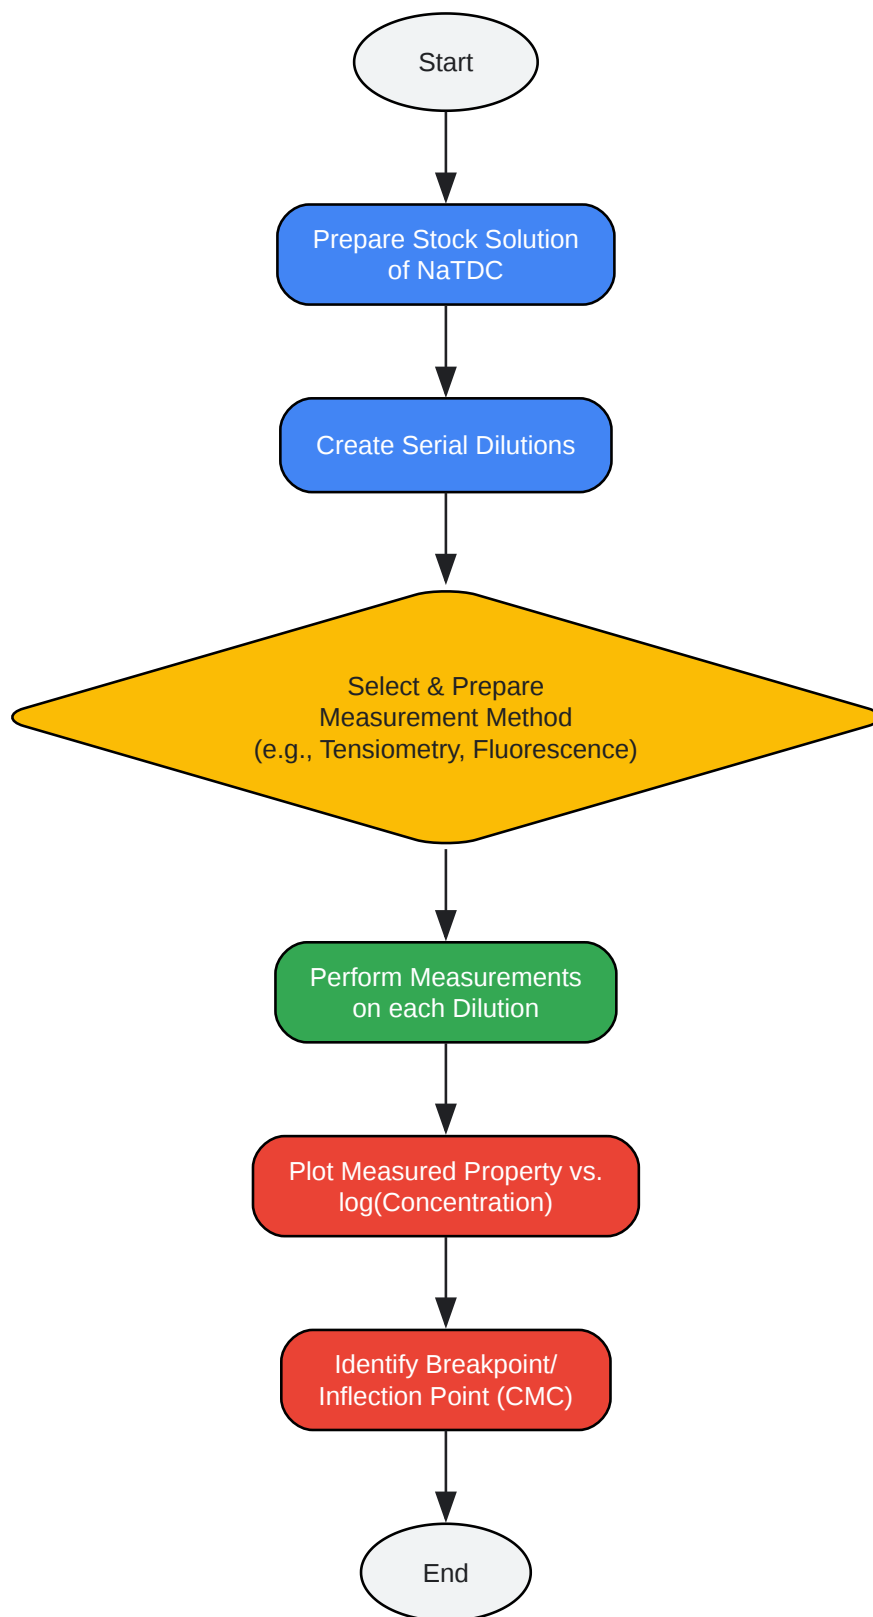 Start
Prepare Stock Solution
of NaTDC
Create Serial Dilutions
Select & Prepare
Measurement Method
(e.g., Tensiometry, Fluorescence)
Perform Measurements
on each Dilution
Plot Measured Property vs.
log(Concentration)
Identify Breakpoint/
Inflection Point (CMC)
End